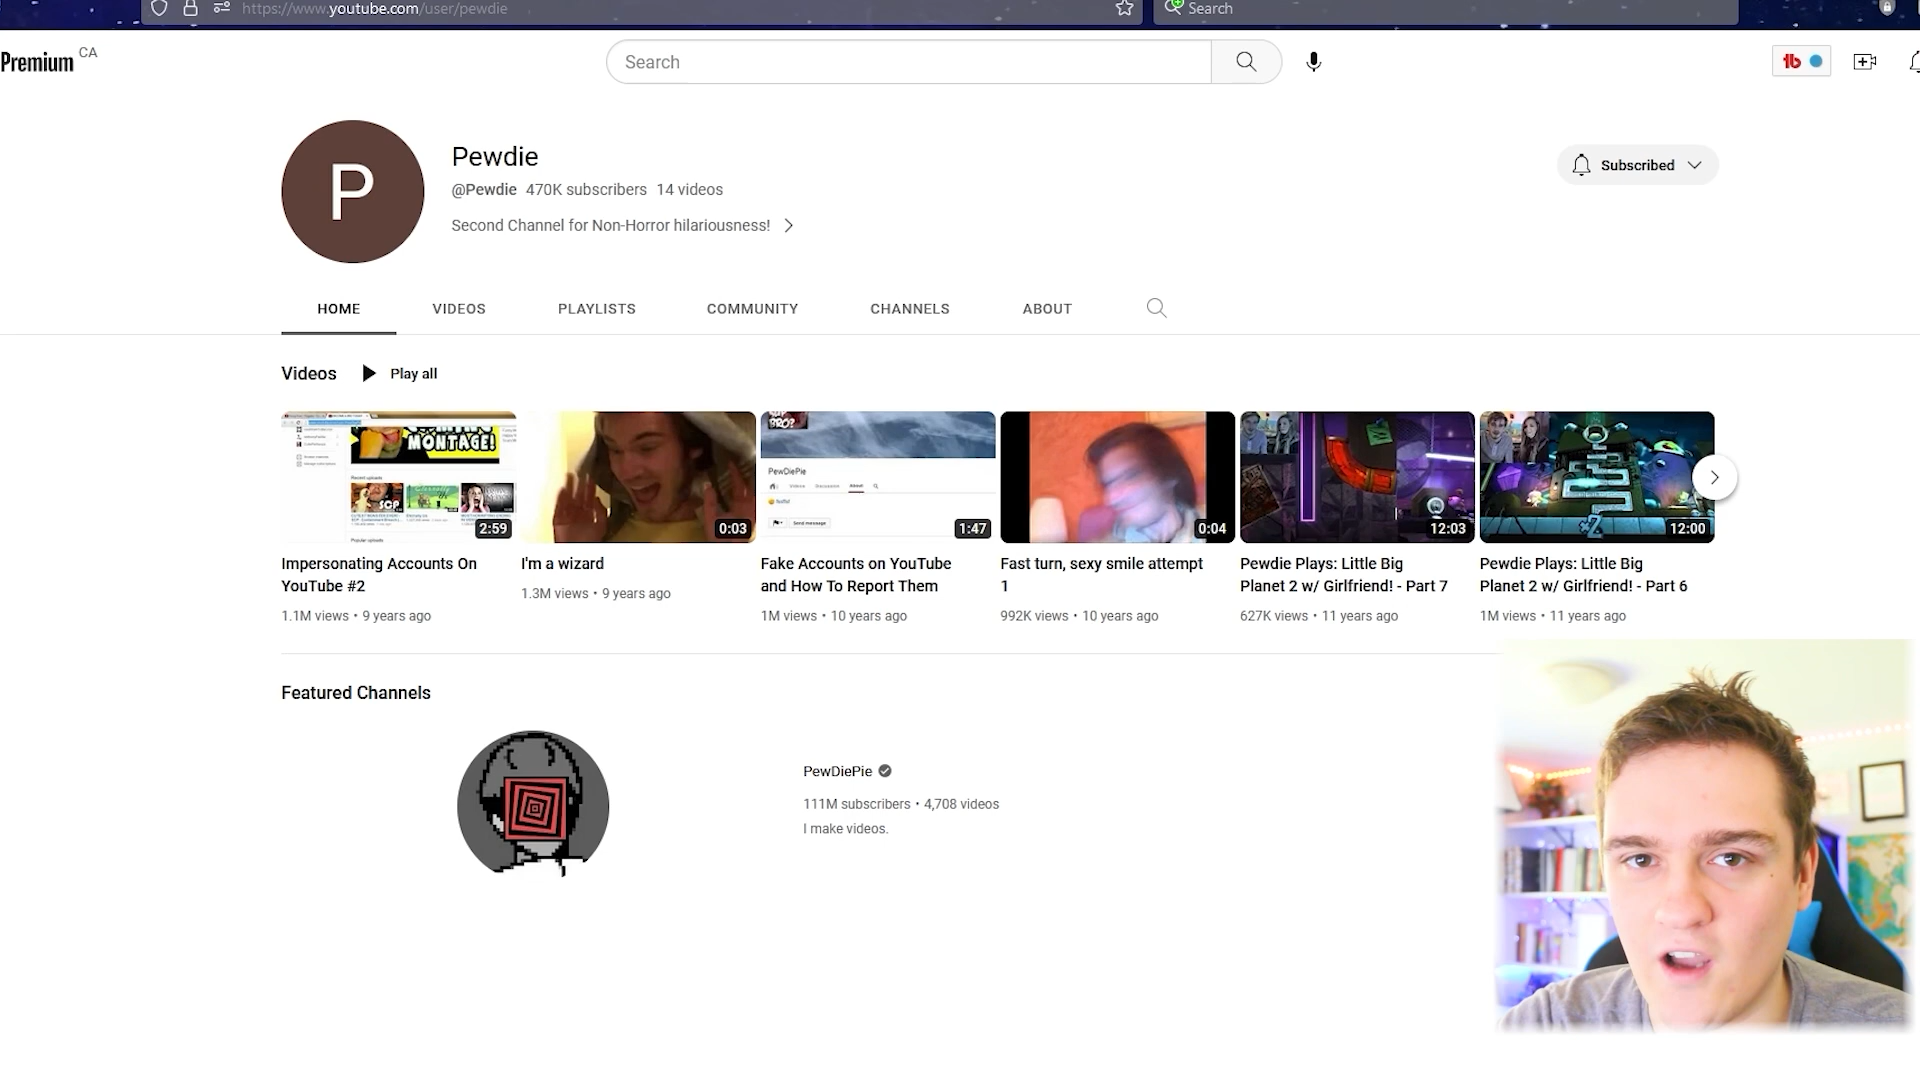 https://www.youtube.com/user/pewdie
Search
Premium CA
Search
Pewdie
@Pewdie 470K subscribers 14 videos
Second Channel for Non-Horror hilariousness!
Subscribed
HOME
VIDEOS
PLAYLISTS
COMMUNITY
CHANNELS
ABOUT
Videos
Play all
MONTAGE!
2:59
0:03
BRO?
PewDiePie
Send message
1:47
0:04
12:03
x2
12:00
Impersonating Accounts On
YouTube #2
1.1M views • 9 years ago
I'm a wizard
1.3M views • 9 years ago
Fake Accounts on YouTube
and How To Report Them
1M views • 10 years ago
Fast turn, sexy smile attempt
1
992K views • 10 years ago
Pewdie Plays: Little Big
Planet 2 w/ Girlfriend! - Part 7
627K views • 11 years ago
Pewdie Plays: Little Big
Planet 2 w/ Girlfriend! - Part 6
1M views • 11 years ago
Featured Channels
PewDiePie
111M subscribers • 4,708 videos
I make videos.